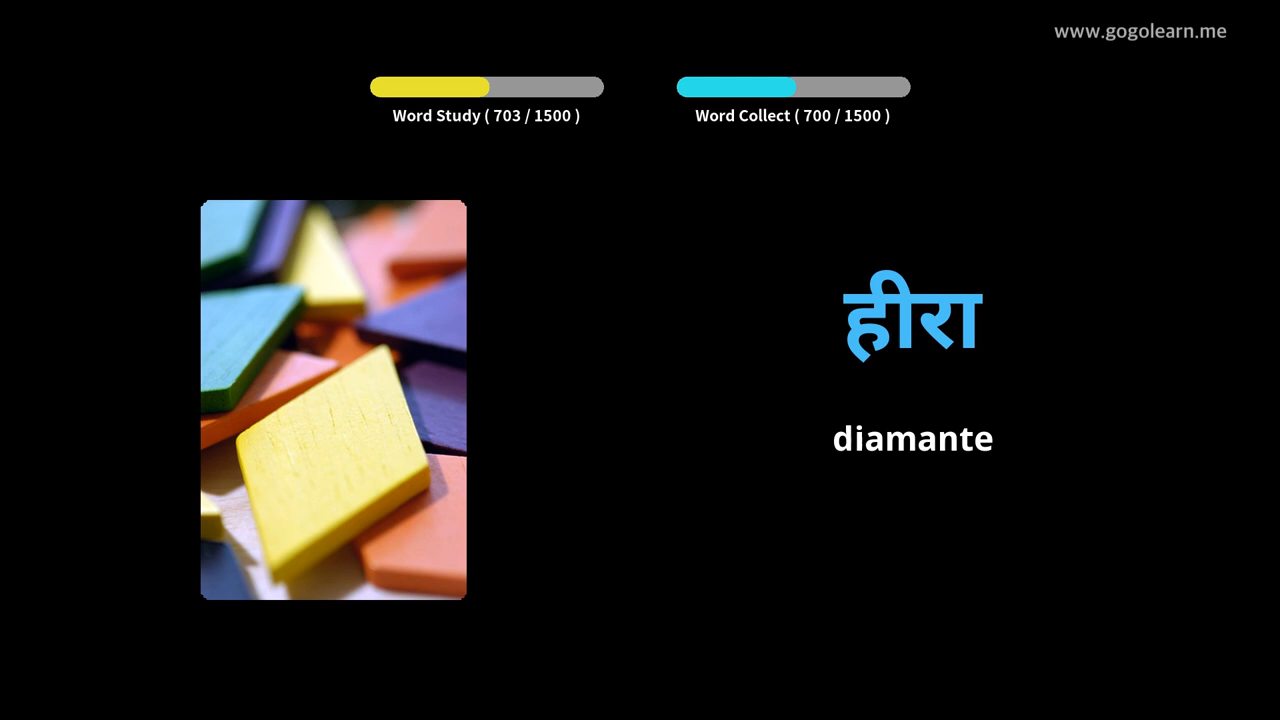 www.gogolearn.me
Word Study ( 703 / 1500 )
Word Collect ( 700 / 1500 )
हीरा
diamante